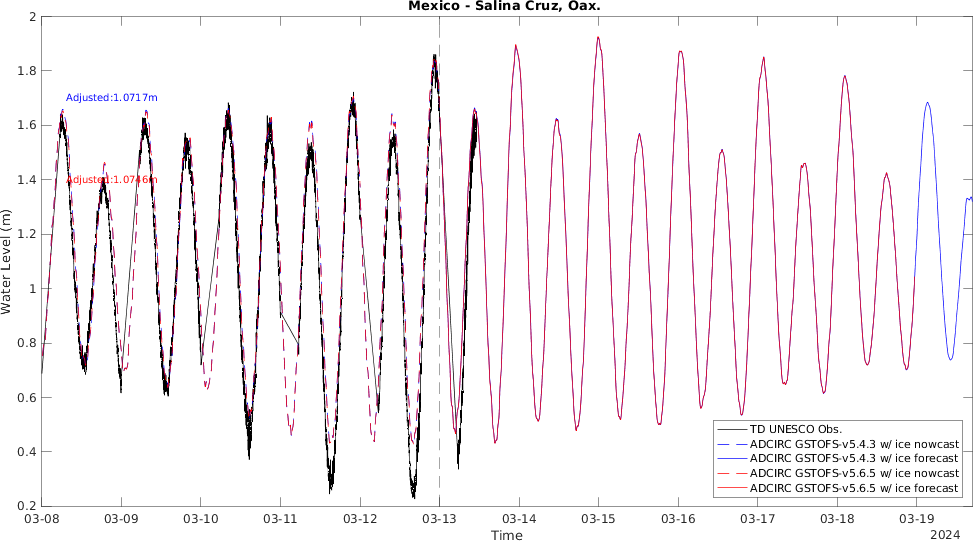 Mexico - Salina Cruz, Oax.
2
1.8
1.6
1.4
1.2
1
0.8
0.6
0.4
0.2
Water Level (m)
Adjusted:1.0717m
Adjusted:1.0746m
TD UNESCO Obs.
ADCIRC GSTOFS-v5.4.3 w/ ice nowcast
ADCIRC GSTOFS-v5.4.3 w/ ice forecast
ADCIRC GSTOFS-v5.6.5 w/ ice nowcast
ADCIRC GSTOFS-v5.6.5 w/ ice forecast
03-08 03-09 03-10 03-11 03-12 03-13 03-14 03-15 03-16 03-17 03-18 03-19
Time
2024